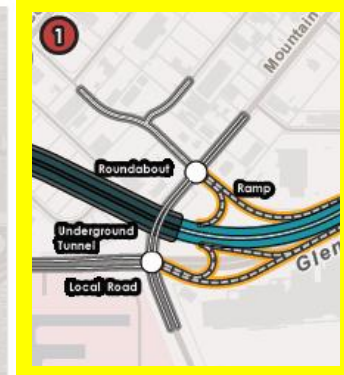 1
Mountain
Roundabout
Ramp
Underground
Tunnel
Glen
Local Road